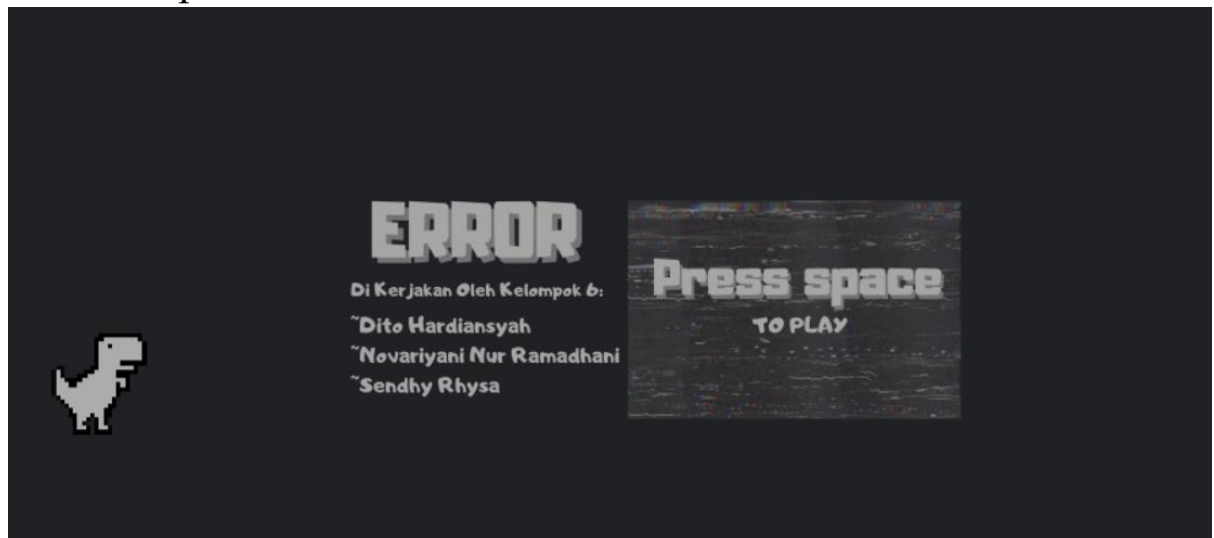 ERROR
Di Kerjakan Oleh Kelompok 6:
~Dito Hardiansyah
~Novariyani Nur Ramadhani
~Sendhy Rhysa
Press space
TO PLAY